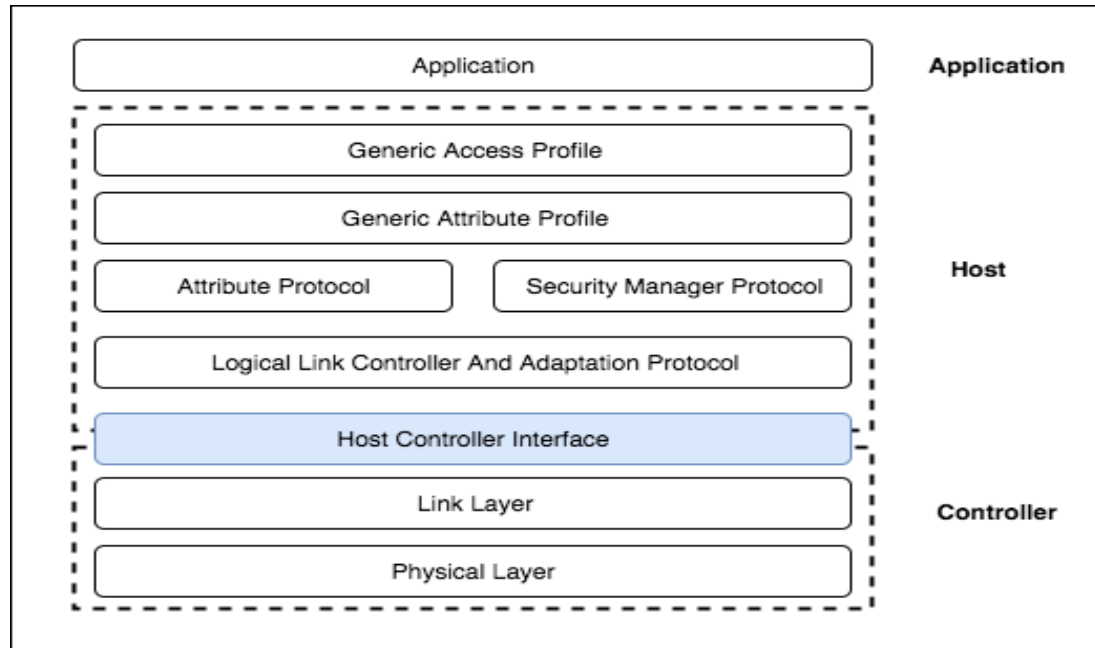 Application
Application
Generic Access Profile
Generic Attribute Profile
Attribute Protocol
Security Manager Protocol
Host
Logical Link Controller And Adaptation Protocol
Host Controller Interface
Link Layer
Controller
Physical Layer